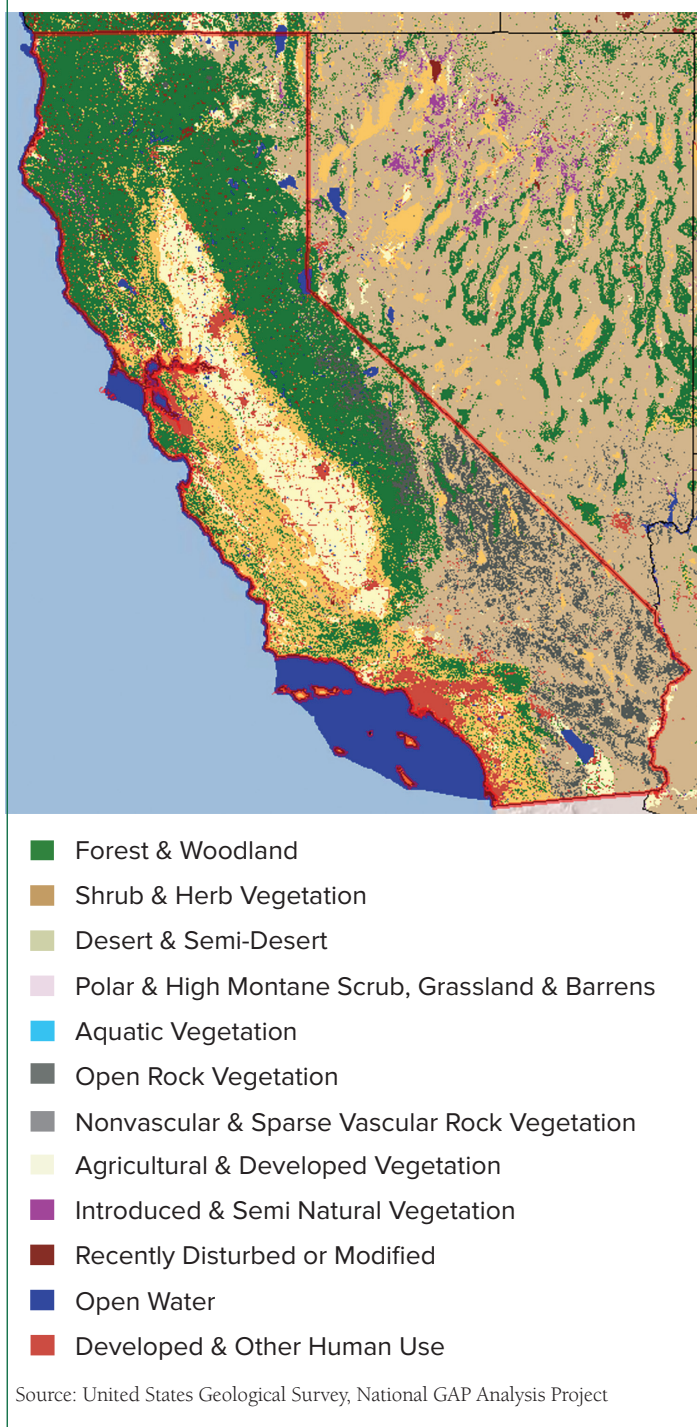 Forest & Woodland
Shrub & Herb Vegetation
Desert & Semi-Desert
Polar & High Montane Scrub, Grassland & Barrens
Aquatic Vegetation
Open Rock Vegetation
Nonvascular & Sparse Vascular Rock Vegetation
Agricultural & Developed Vegetation
Introduced & Semi Natural Vegetation
Recently Disturbed or Modified
Open Water
Developed & Other Human Use
Source: United States Geological Survey, National GAP Analysis Project